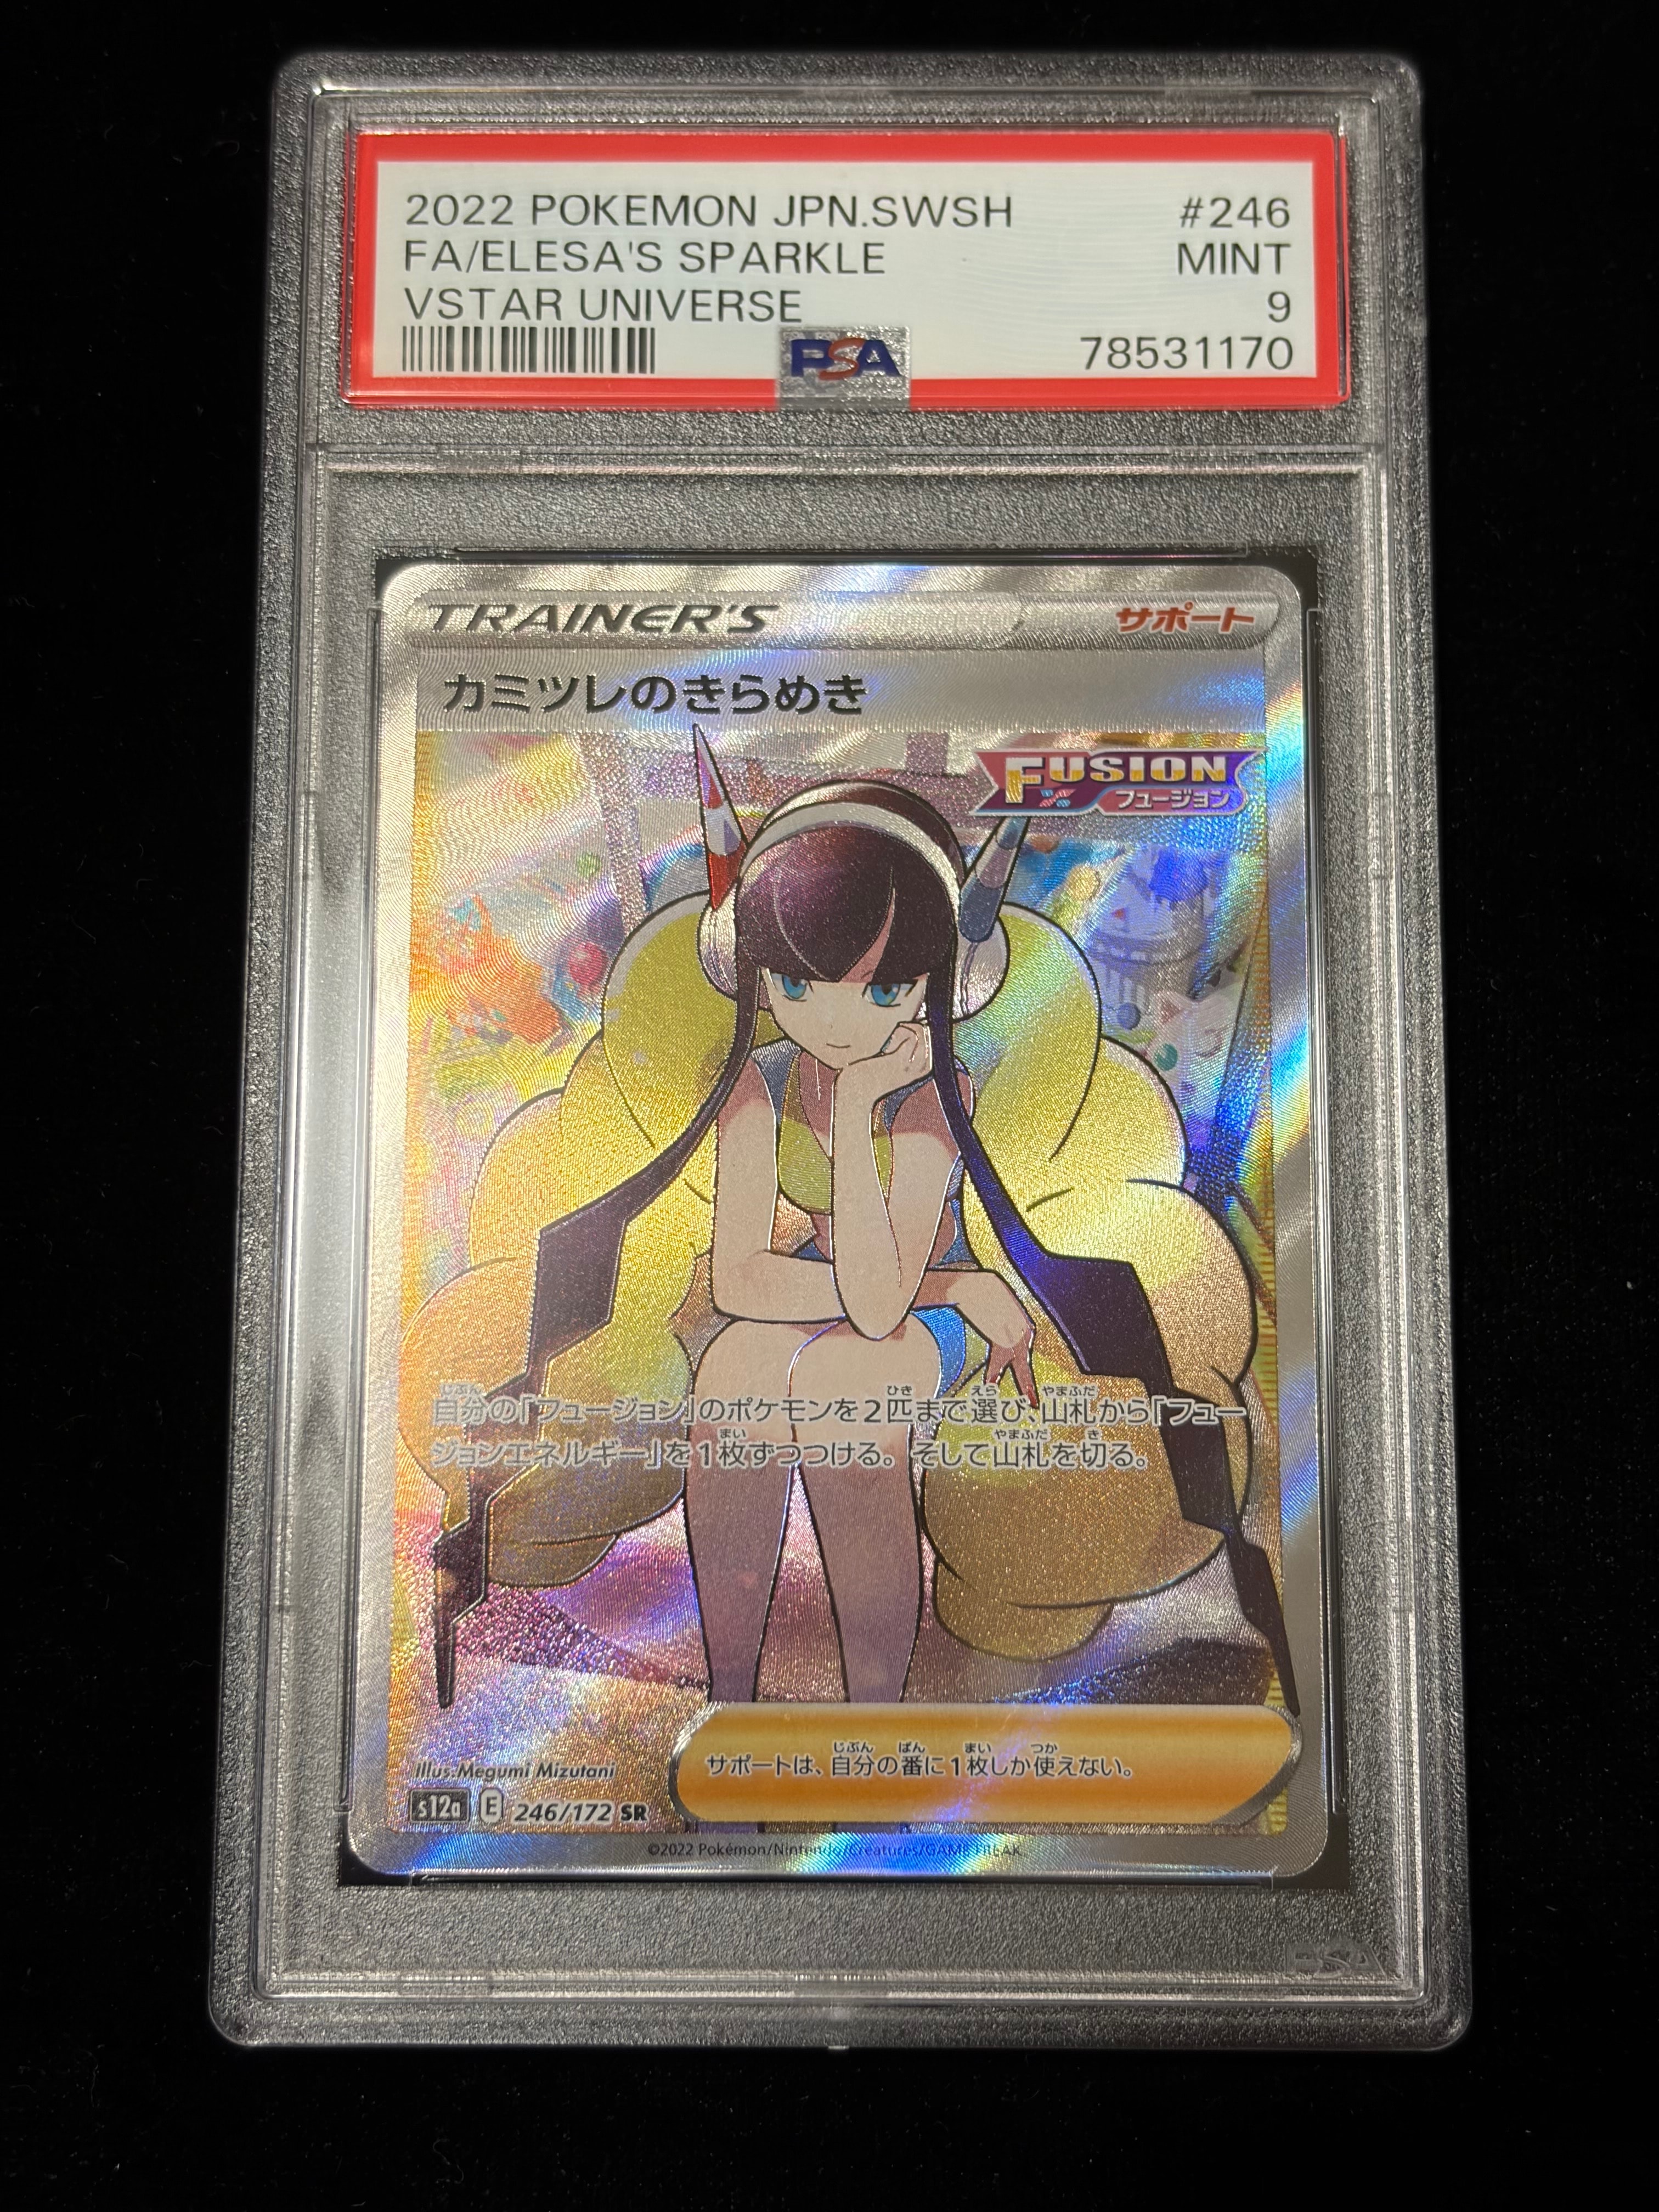 2022 POKEMON JPN.SWSH #246
FA/ELESA'S SPARKLE MINT
VSTAR UNIVERSE 9
PSA 78531170
TRAINER'S サポート
カミツレのきらめき
FUSION
フュージョン
自分の「フュージョン」のポケモンを2匹まで選び、山札から「フュー
ジョンエネルギー」を1枚ずつつける。そして山札を切る。
サポートは、自分の番に1枚しか使えない。
illus.Megumi Mizutani
s12a E 246/172 SR
©2022 Pokémon/Nintendo/Creatures/GAME FREAK.
PSA